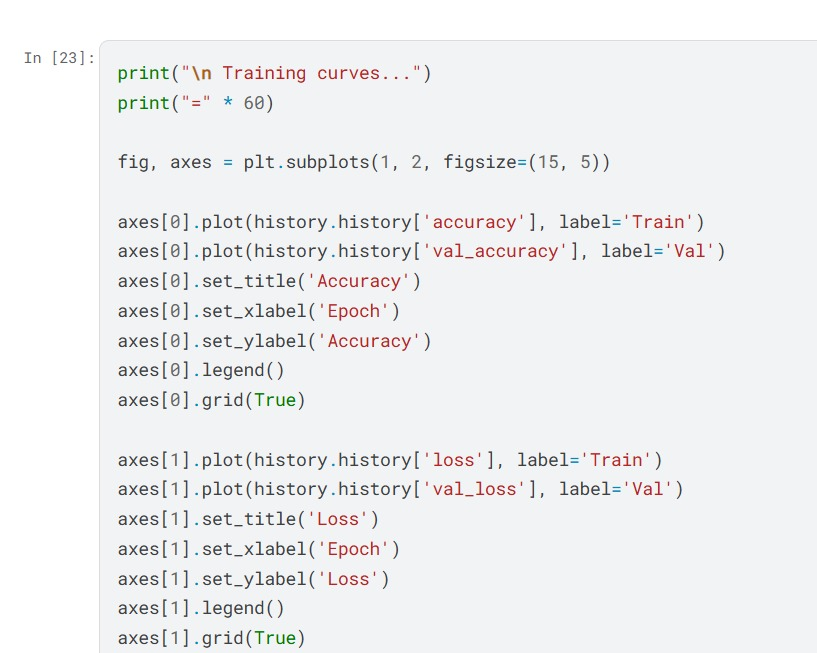 In [23]:
print("\n Training curves...")
print("=" * 60)
fig, axes = plt.subplots(1, 2, figsize=(15, 5))
axes[0].plot(history.history['accuracy'], label='Train')
axes[0].plot(history.history['val_accuracy'], label='Val')
axes[0].set_title('Accuracy')
axes[0].set_xlabel('Epoch')
axes[0].set_ylabel('Accuracy')
axes[0].legend()
axes[0].grid(True)
axes[1].plot(history.history['loss'], label='Train')
axes[1].plot(history.history['val_loss'], label='Val')
axes[1].set_title('Loss')
axes[1].set_xlabel('Epoch')
axes[1].set_ylabel('Loss')
axes[1].legend()
axes[1].grid(True)